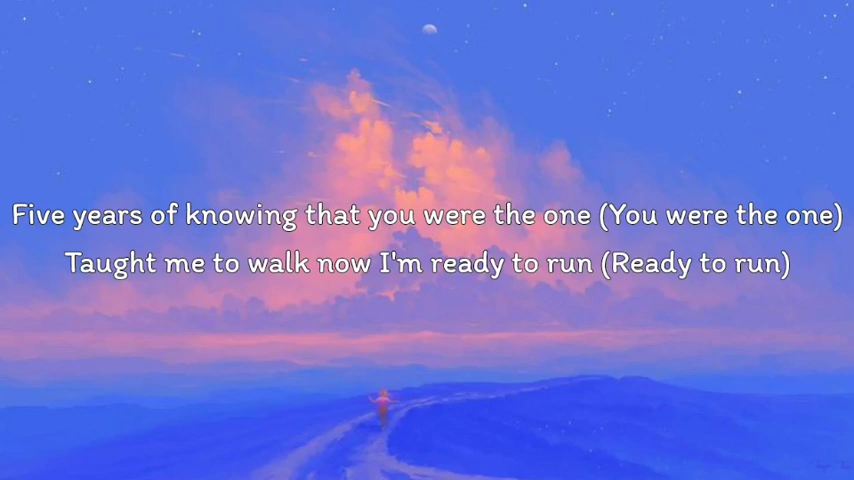 Five years of knowing that you were the one (You were the one)
Taught me to walk now I'm ready to run (Ready to run)